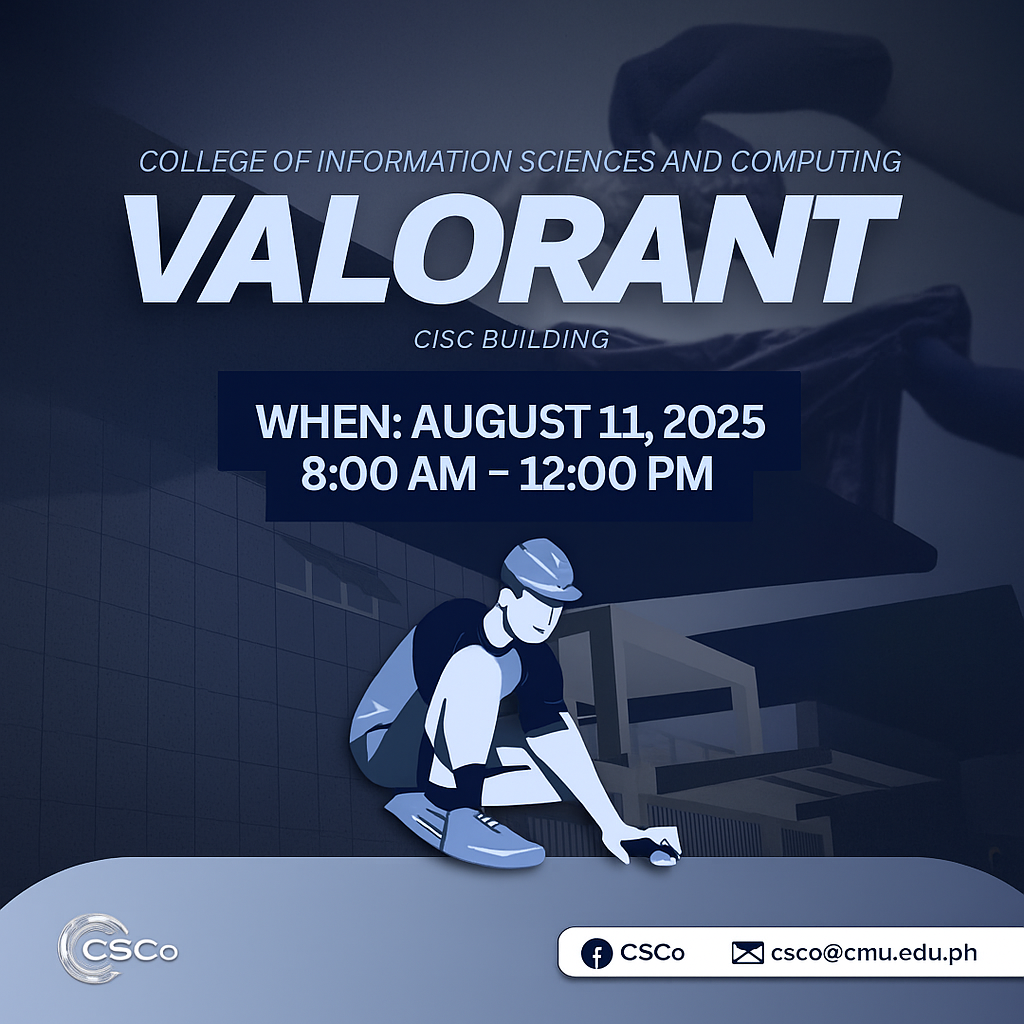 COLLEGE OF INFORMATION SCIENCES AND COMPUTING
VALORANT
CISC BUILDING
WHEN: AUGUST 11, 2025
8:00 AM – 12:00 PM
CSCo
CSCo
csco@cmu.edu.ph